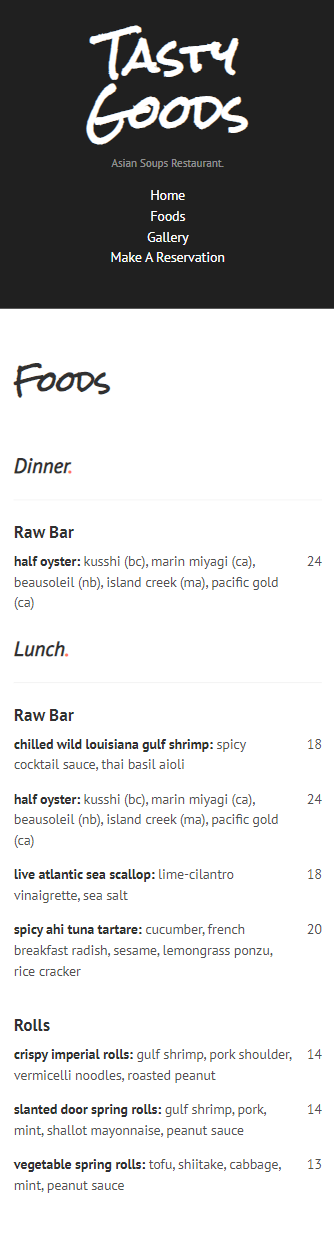 Tasty
Goods
Asian Soups Restaurant.
Home
Foods
Gallery
Make A Reservation
Foods
Dinner.
Raw Bar
half oyster: kusshi (bc), marin miyagi (ca), 24
beausoleil (nb), island creek (ma), pacific gold
(ca)
Lunch.
Raw Bar
chilled wild louisiana gulf shrimp: spicy 18
cocktail sauce, thai basil aioli
half oyster: kusshi (bc), marin miyagi (ca), 24
beausoleil (nb), island creek (ma), pacific gold
(ca)
live atlantic sea scallop: lime-cilantro 18
vinaigrette, sea salt
spicy ahi tuna tartare: cucumber, french 20
breakfast radish, sesame, lemongrass ponzu,
rice cracker
Rolls
crispy imperial rolls: gulf shrimp, pork shoulder, 14
vermicelli noodles, roasted peanut
slanted door spring rolls: gulf shrimp, pork, 14
mint, shallot mayonnaise, peanut sauce
vegetable spring rolls: tofu, shiitake, cabbage, 13
mint, peanut sauce